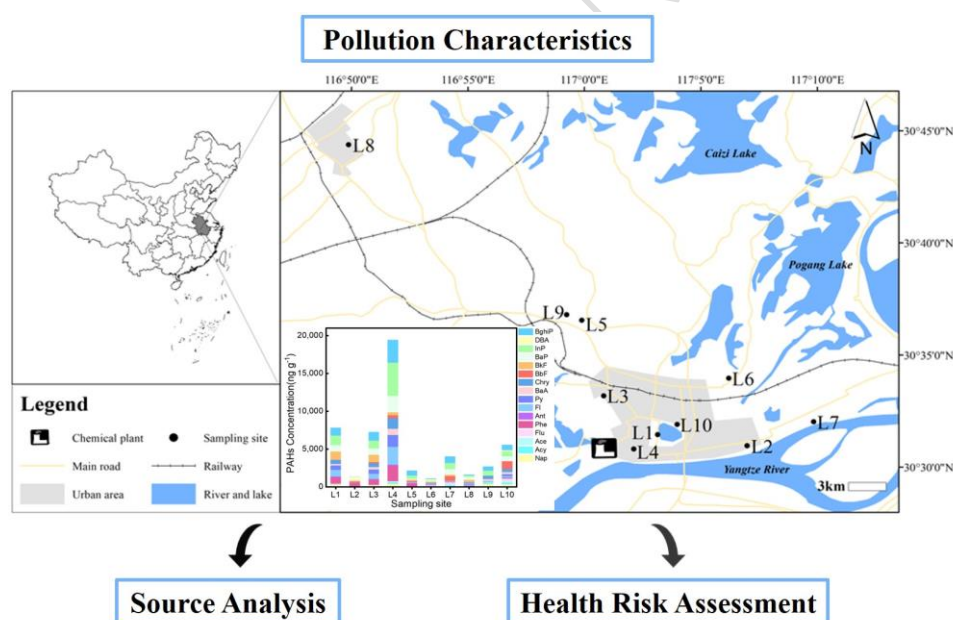 Pollution Characteristics
116°50'0"E 116°55'0"E 117°0'0"E 117°5'0"E 117°10'0"E
30°45'0"N
30°40'0"N
30°35'0"N
30°30'0"N
N
Caizi Lake
Pogang Lake
Yangtze River
L8
L9
L5
L6
L3
L10
L7
L1
L4
L2
3km
Legend
Chemical plant
Sampling site
Main road
Railway
Urban area
River and lake
PAHs Concentration(ng g⁻¹)
20,000
15,000
10,000
5,000
0
L1 L2 L3 L4 L5 L6 L7 L8 L9 L10
Sampling site
BghiP
DBA
InP
BaP
BkF
BbF
Chry
BaA
Py
Fl
Ant
Phe
Flu
Ace
Acy
Nap
Source Analysis
Health Risk Assessment